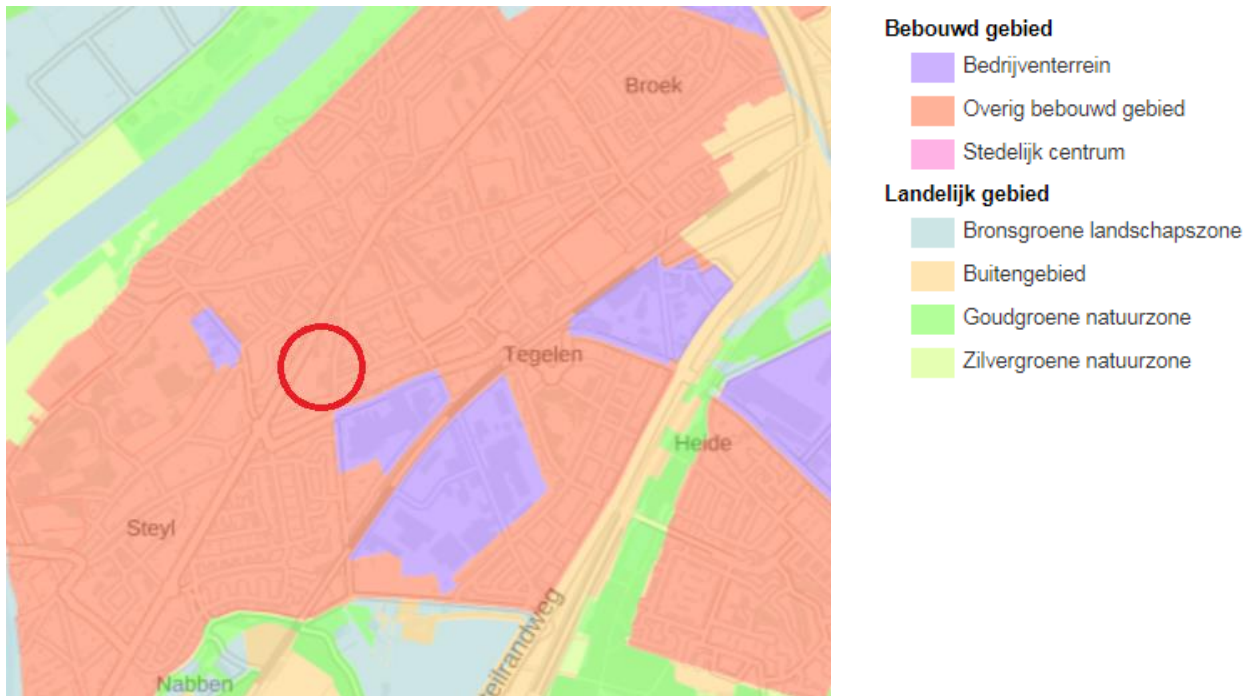 Broek
Tegelen
Heide
Steyl
Nabben
eilrandweg
Bebouwd gebied
Bedrijventerrein
Overig bebouwd gebied
Stedelijk centrum
Landelijk gebied
Bronsgroene landschapszone
Buitengebied
Goudgroene natuurzone
Zilvergroene natuurzone